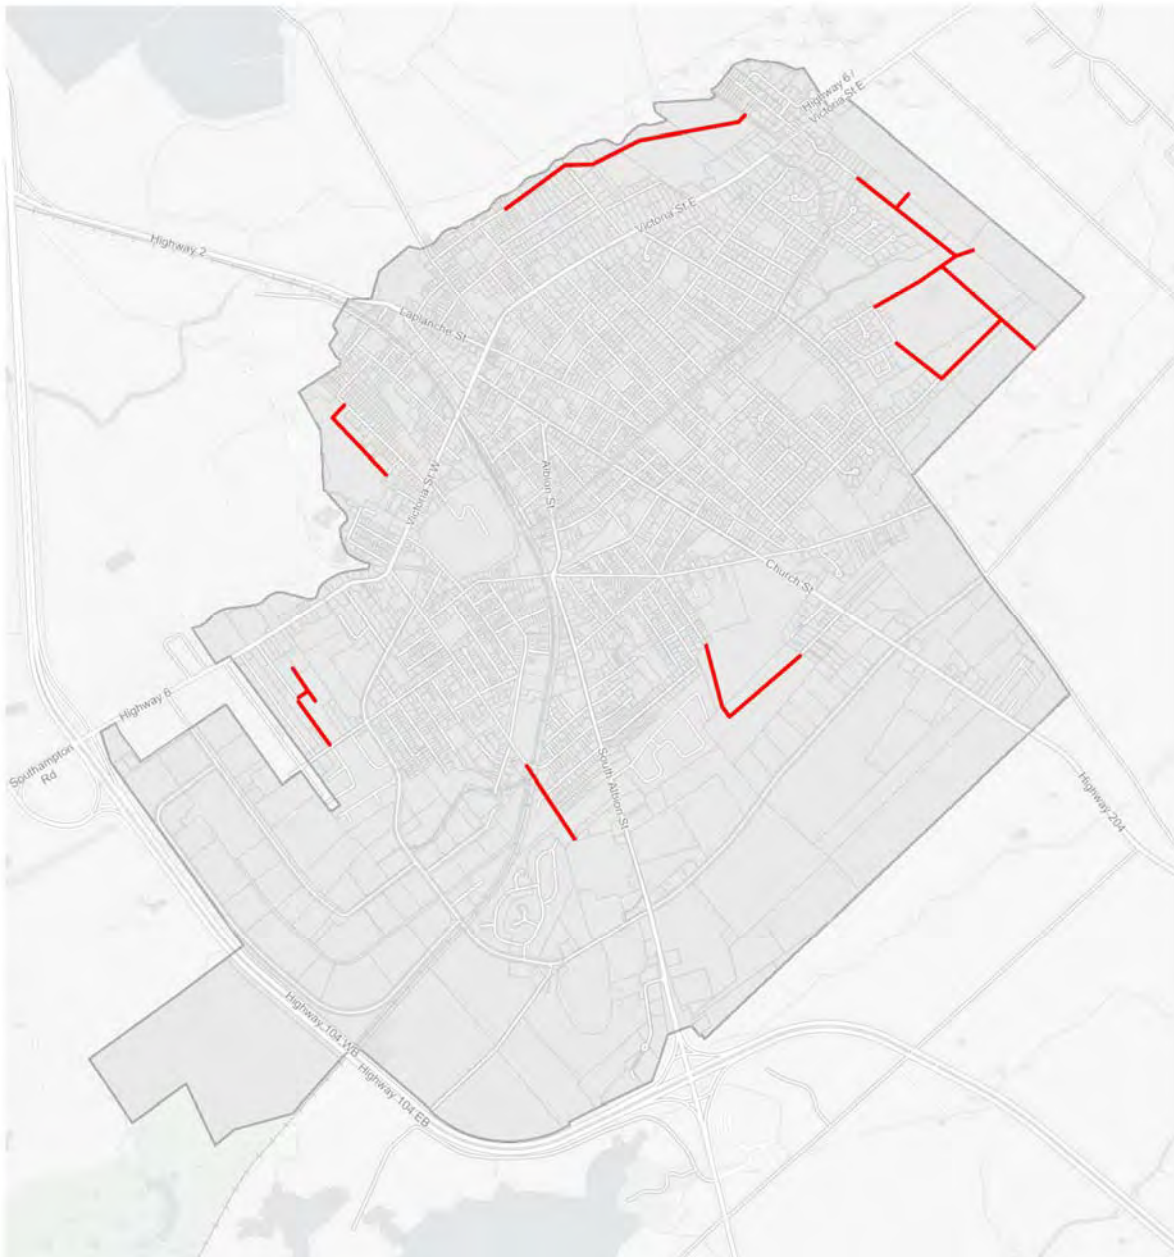 Highway 6 /
Victoria St E
Victoria St E
Highway 2
Laplanche St
Victoria St W
Albion St
Church St
Highway 6
Southampton
Rd
South Albion St
Highway 204
Highway 104 WB
Highway 104 EB